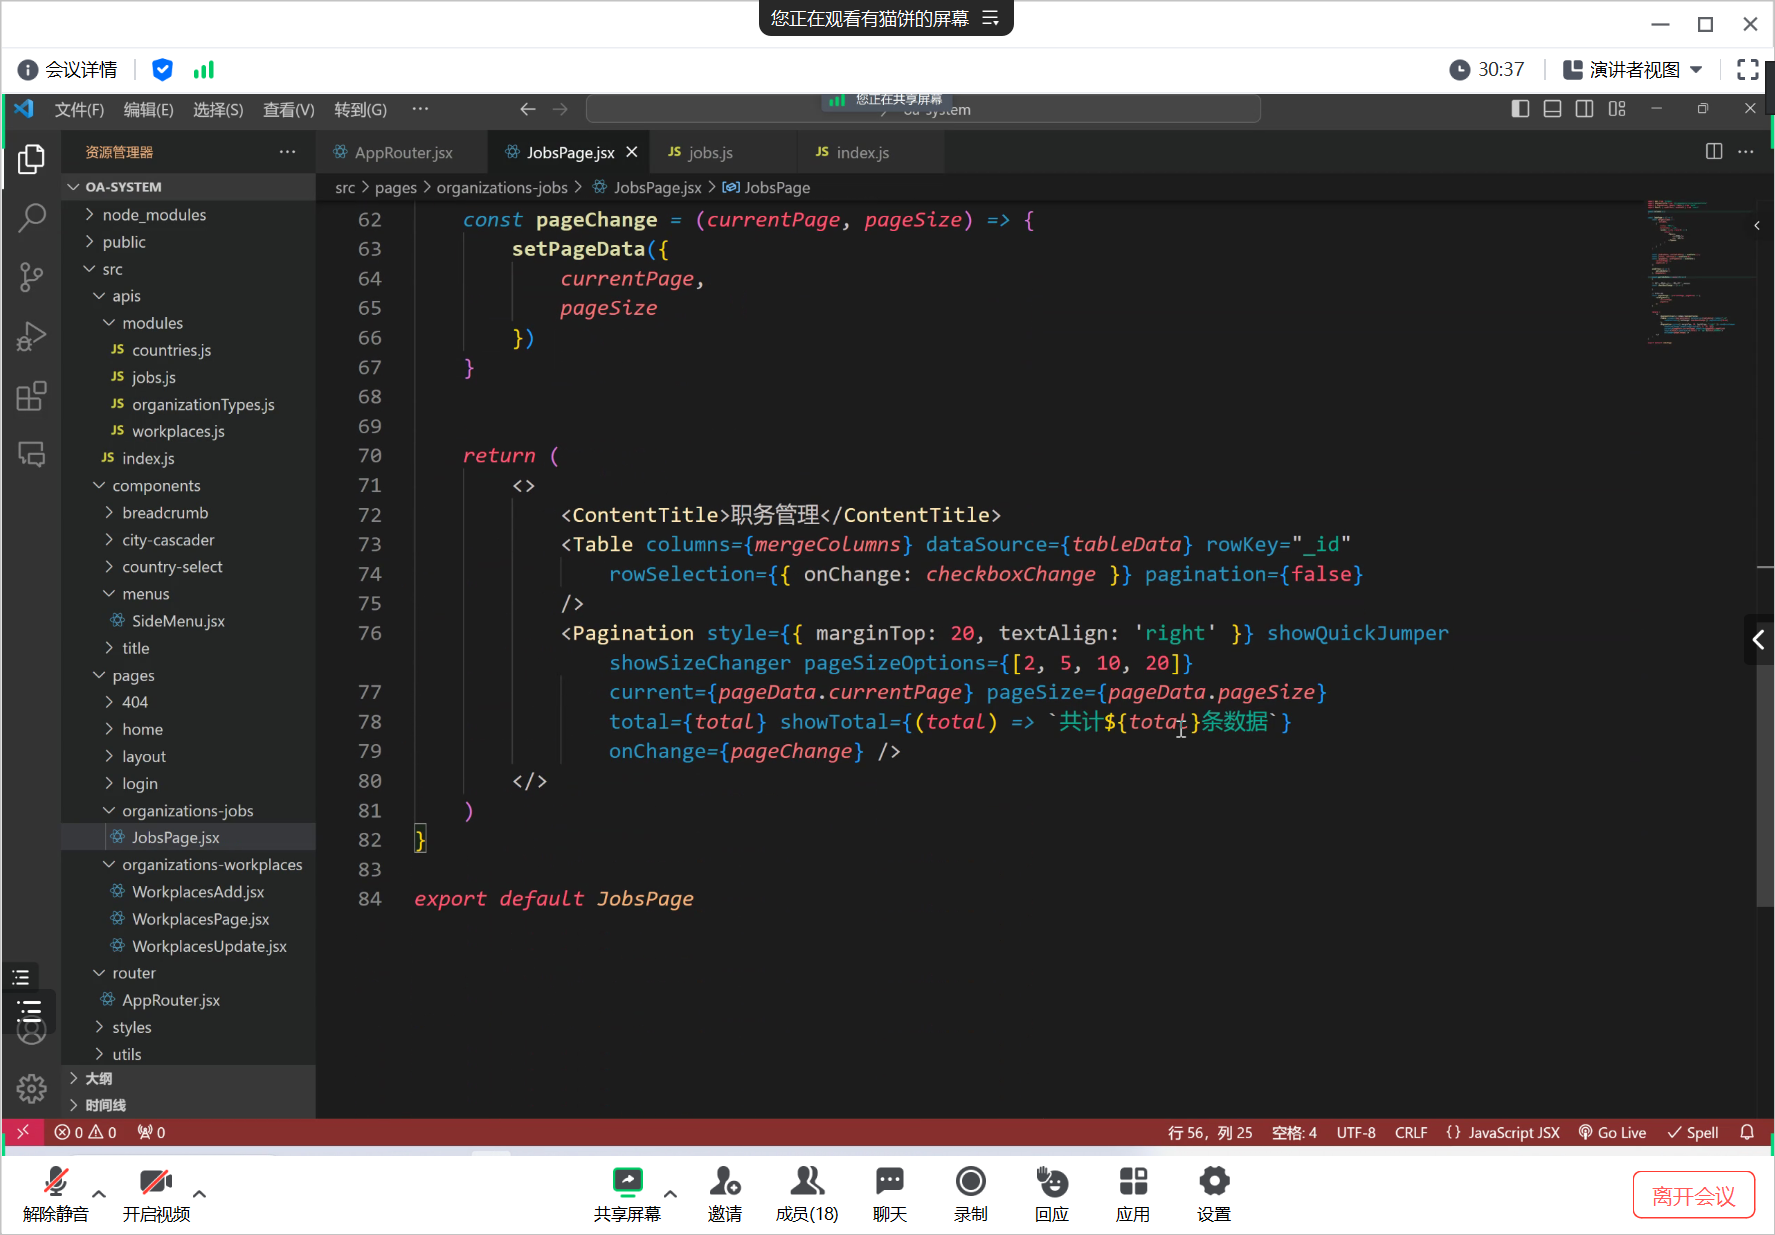 您正在观看有猫饼的屏幕
会议详情
30:37
演讲者视图
文件(F) 编辑(E) 选择(S) 查看(V) 转到(G) ···
您正在共享屏幕
oa-system
资源管理器 ···
AppRouter.jsx
JobsPage.jsx
JS jobs.js
JS index.js
OA-SYSTEM
src > pages > organizations-jobs > JobsPage.jsx > JobsPage
node_modules
public
src
apis
modules
JS countries.js
JS jobs.js
JS organizationTypes.js
JS workplaces.js
JS index.js
components
breadcrumb
city-cascader
country-select
menus
SideMenu.jsx
title
pages
404
home
layout
login
organizations-jobs
JobsPage.jsx
organizations-workplaces
WorkplacesAdd.jsx
WorkplacesPage.jsx
WorkplacesUpdate.jsx
router
AppRouter.jsx
styles
utils
大纲
时间线
62 const pageChange = (currentPage, pageSize) => {
63 setPageData({
64 currentPage,
65 pageSize
66 })
67 }
68
69
70 return (
71 <>
72 <ContentTitle>职务管理</ContentTitle>
73 <Table columns={mergeColumns} dataSource={tableData} rowKey="_id"
74 rowSelection={{ onChange: checkboxChange }} pagination={false}
75 />
76 <Pagination style={{ marginTop: 20, textAlign: 'right' }} showQuickJumper
showSizeChanger pageSizeOptions={[2, 5, 10, 20]}
77 current={pageData.currentPage} pageSize={pageData.pageSize}
78 total={total} showTotal={(total) => `共计${total}条数据`}
79 onChange={pageChange} />
80 </>
81 )
82 }
83
84 export default JobsPage
0 0 0
行 56，列 25 空格: 4 UTF-8 CRLF {} JavaScript JSX Go Live Spell
解除静音
开启视频
共享屏幕
邀请
成员(18)
聊天
录制
回应
应用
设置
离开会议